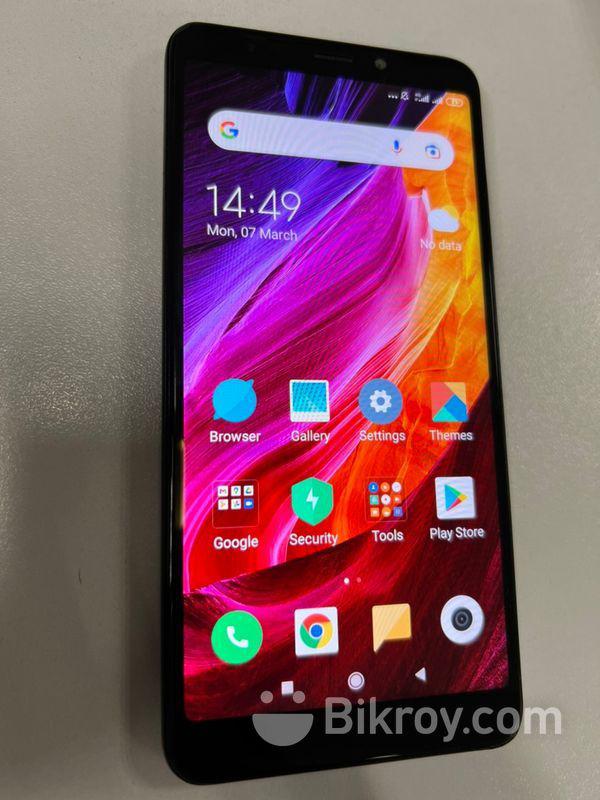 14:49
Mon, 07 March
No data
Browser
Gallery
Settings
Themes
Google
Security
Tools
Play Store
Bikroy.com